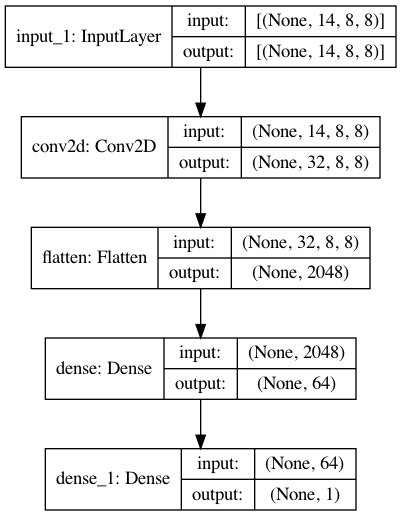 input_1: InputLayer
input:
[(None, 14, 8, 8)]
output:
[(None, 14, 8, 8)]
conv2d: Conv2D
input:
(None, 14, 8, 8)
output:
(None, 32, 8, 8)
flatten: Flatten
input:
(None, 32, 8, 8)
output:
(None, 2048)
dense: Dense
input:
(None, 2048)
output:
(None, 64)
dense_1: Dense
input:
(None, 64)
output:
(None, 1)